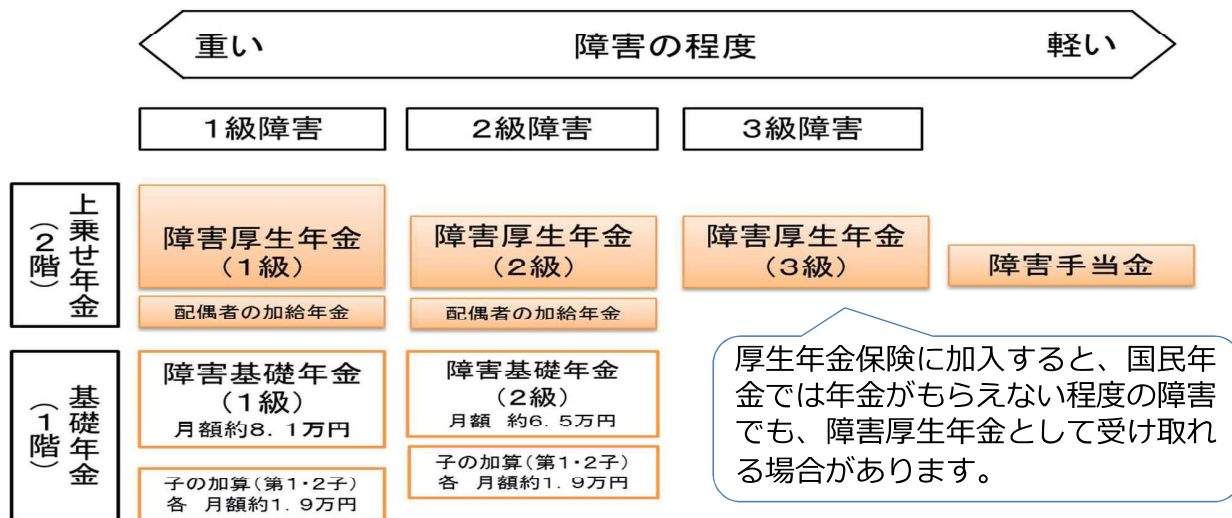 重い 障害の程度 軽い
1級障害 2級障害 3級障害
上乗せ年金
（2階）
障害厚生年金
（1級）
配偶者の加給年金
障害厚生年金
（2級）
配偶者の加給年金
障害厚生年金
（3級）
障害手当金
基礎年金
（1階）
障害基礎年金
（1級）
月額約8．1万円
子の加算（第1・2子）
各 月額約1．9万円
障害基礎年金
（2級）
月額 約6．5万円
子の加算（第1・2子）
各 月額約1．9万円
厚生年金保険に加入すると、国民年
金では年金がもらえない程度の障害
でも、障害厚生年金として受け取れ
る場合があります。